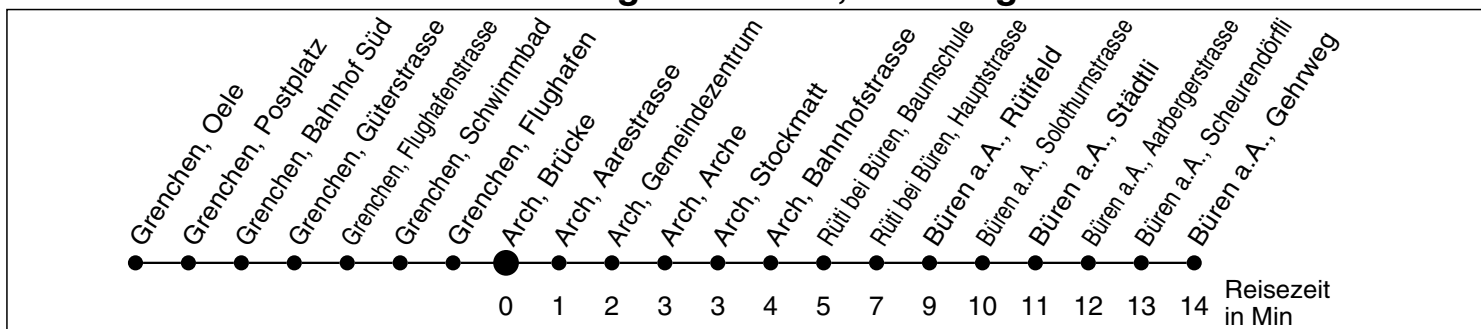 Grenchen, Oele
Grenchen, Postplatz
Grenchen, Bahnhof Süd
Grenchen, Güterstrasse
Grenchen, Flughafenstrasse
Grenchen, Schwimmbad
Grenchen, Flughafen
Arch, Brücke
Arch, Aarestrasse
Arch, Gemeindezentrum
Arch, Arche
Arch, Stockmatt
Arch, Bahnhofstrasse
Rüti bei Büren, Baumschule
Rüti bei Büren, Hauptstrasse
Büren a.A., Rütifeld
Büren a.A., Solothurnstrasse
Büren a.A., Städtli
Büren a.A., Aarbergerstrasse
Büren a.A., Scheurendörfli
Büren a.A., Gehrweg
0 1 2 3 3 4 5 7 9 10 11 12 13 14 Reisezeit
in Min